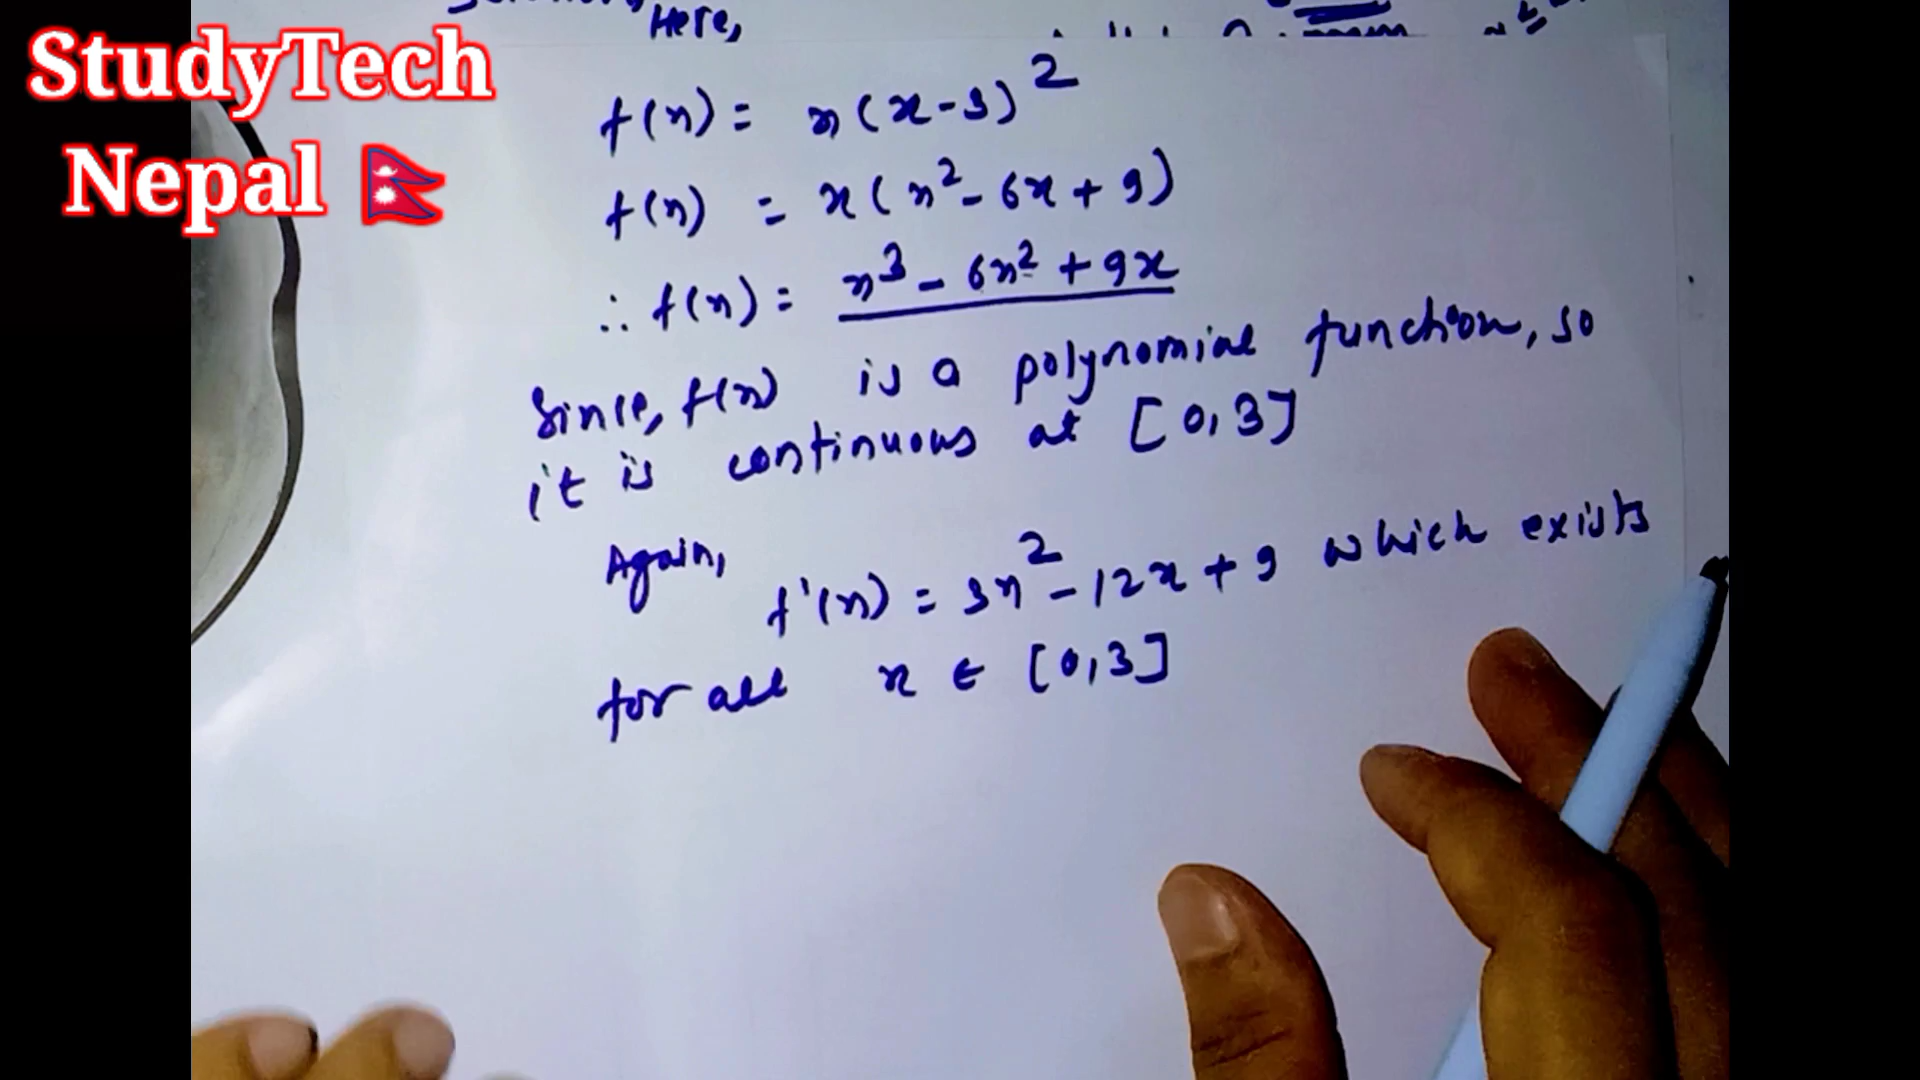 StudyTech
Nepal
Here,
f(x) = x(x-3)²
f(x) = x(x² - 6x + 9)
∴ f(x) = x³ - 6x² + 9x
Since, f(x) is a polynomial function, so
it is continuous at [0,3]
Again,
f'(x) = 3x² - 12x + 9 which exists
for all x ∈ [0,3]